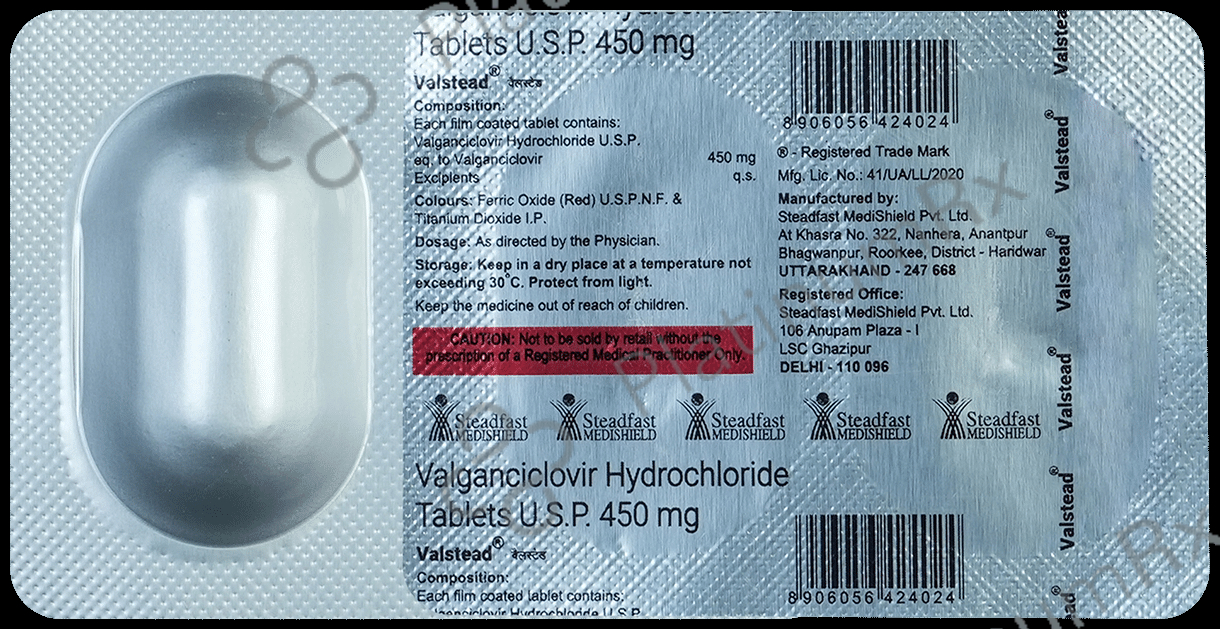 Valganciclovir Hydrochloride
Tablets U.S.P. 450 mg
Valstead® वैलस्टेड
Composition:
Each film coated tablet contains:
Valganciclovir Hydrochloride U.S.P.
eq. to Valganciclovir 450 mg
Excipients q.s.
Colours: Ferric Oxide (Red) U.S.P.N.F. &
Titanium Dioxide I.P.
Dosage: As directed by the Physician.
Storage: Keep in a dry place at a temperature not
exceeding 30°C. Protect from light.
Keep the medicine out of reach of children.
CAUTION: Not to be sold by retail without the
prescription of a Registered Medical Practitioner Only.
8 906056 424024
® - Registered Trade Mark
Mfg. Lic. No.: 41/UA/LL/2020
Manufactured by:
Steadfast MediShield Pvt. Ltd.
At Khasra No. 322, Nanhera, Anantpur
Bhagwanpur, Roorkee, District - Haridwar
UTTARAKHAND - 247 668
Registered Office:
Steadfast MediShield Pvt. Ltd.
106 Anupam Plaza - I
LSC Ghazipur
DELHI - 110 096
Steadfast Steadfast Steadfast Steadfast Steadfast
MEDISHIELD MEDISHIELD MEDISHIELD MEDISHIELD MEDISHIELD
Valganciclovir Hydrochloride
Tablets U.S.P. 450 mg
Valstead® वैलस्टेड
Composition:
Each film coated tablet contains:
Valganciclovir Hydrochloride U.S.P.
8 906056 424024
Valstead®
Valstead®
Valstead®
Valstead®
PlatinumRx